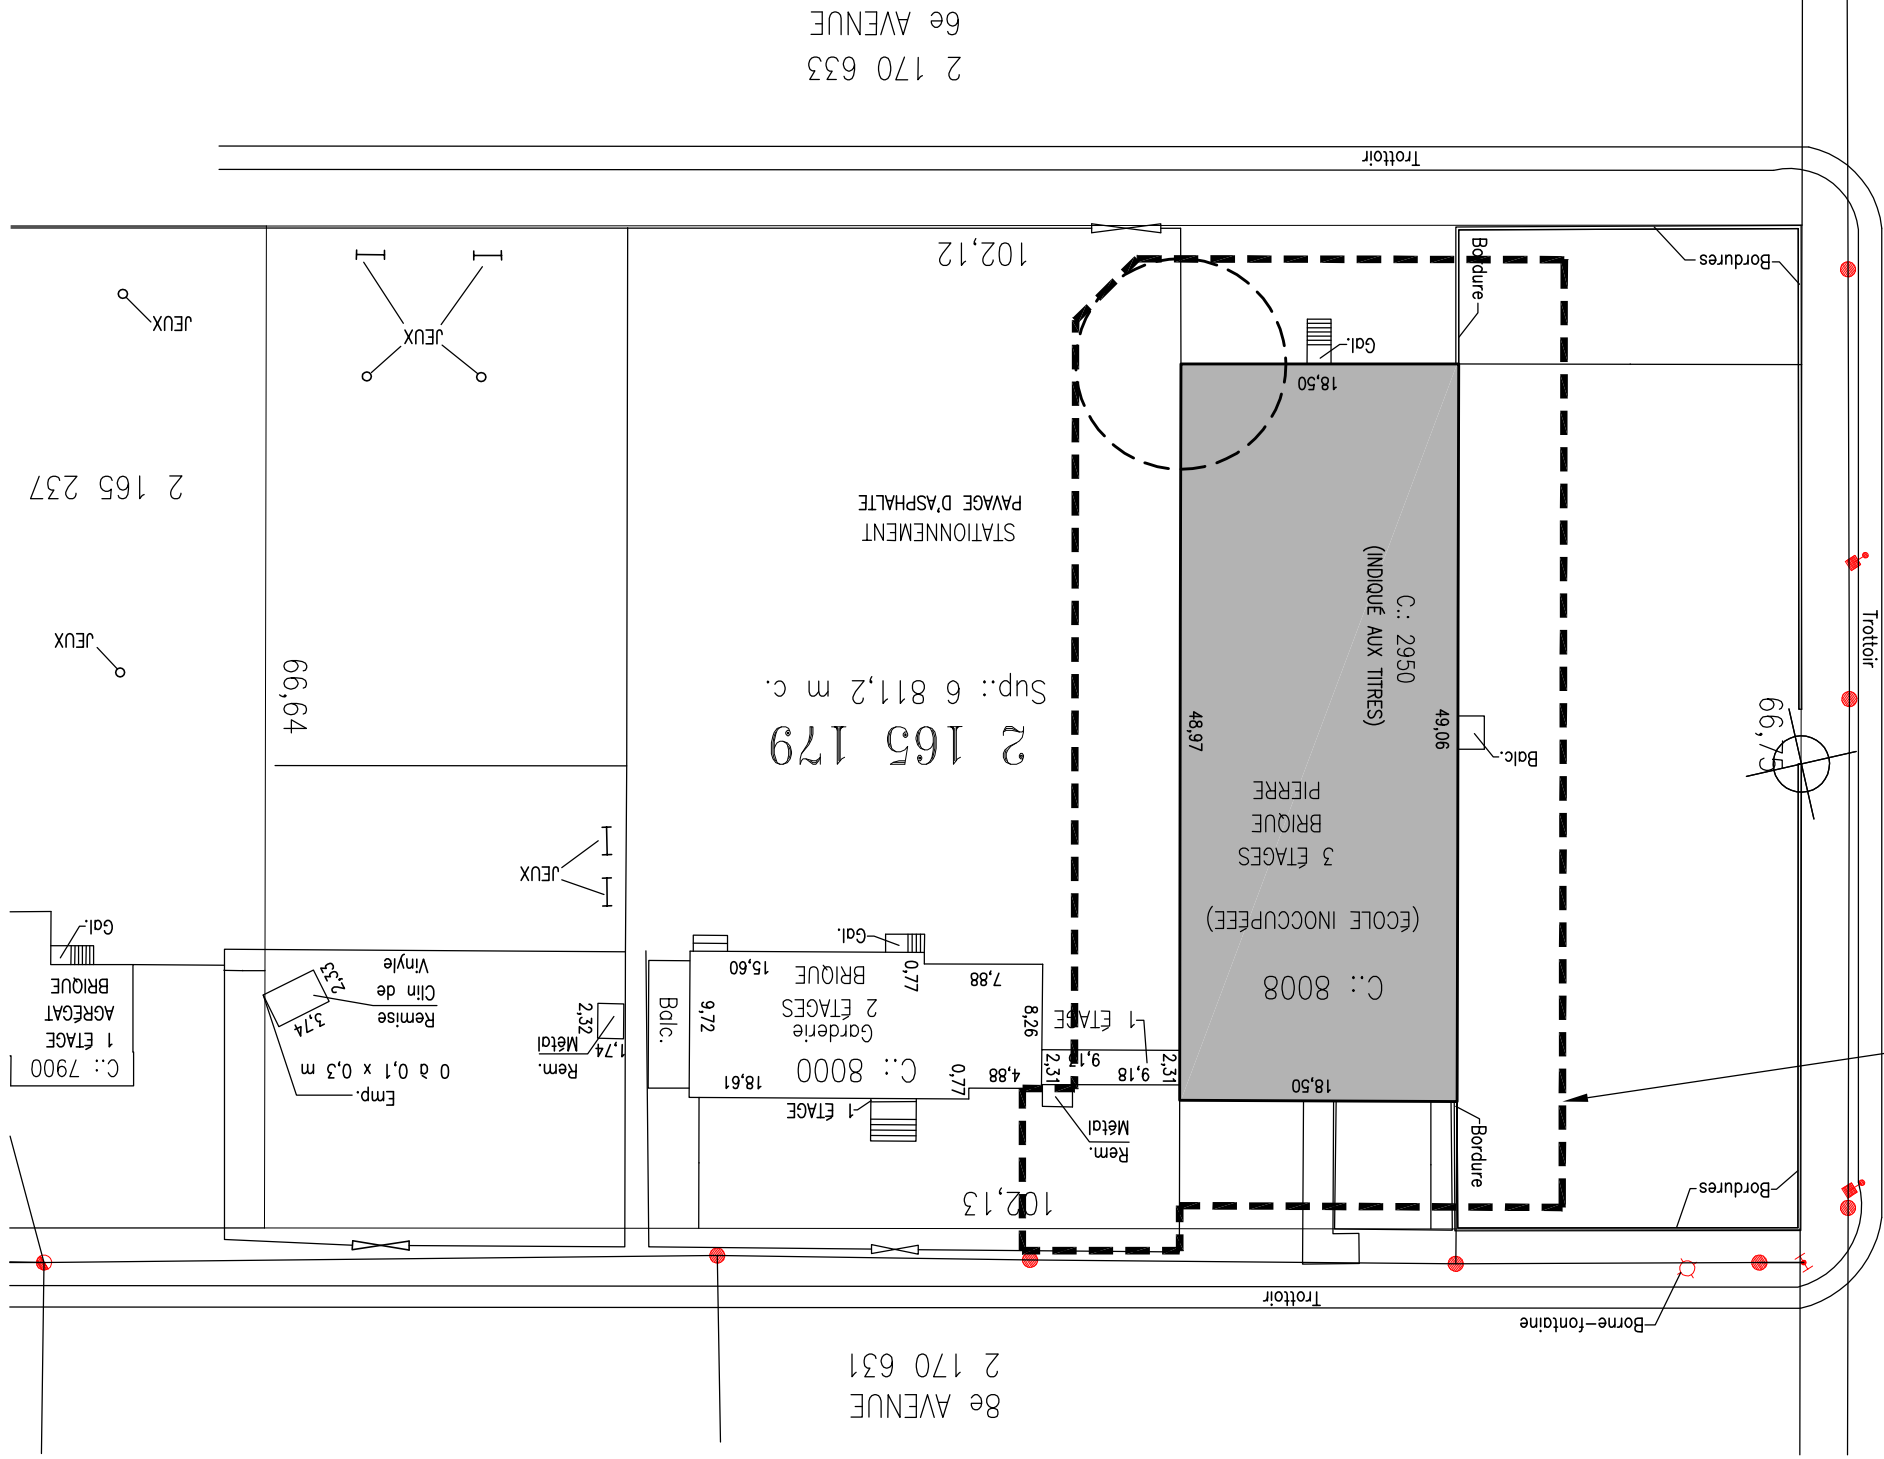 8e AVENUE
2 170 631
Borne-fontaine
Trottoir
Bordures
102,13
Bordure
Rem.
Métal
1 ÉTAGE
18,61
0,77
4,88
2,31
9,18
9,18
2,31
18,50
1 ÉTAGE
C.: 8000
Garderie
2 ÉTAGES
BRIQUE
9,72
8,26
15,60
0,77
7,88
Balc.
Gal.
Emp.
0 à 0,1 x 0,3 m
Rem.
Métal
1,74
2,32
3,74
2,33
Remise
Clin de
Vinyle
C.: 7900
1 ÉTAGE
AGRÉGAT
BRIQUE
Gal.
C.: 8008
(ÉCOLE INOCCUPÉE)
3 ÉTAGES
BRIQUE
PIERRE
JEUX
2 165 179
Sup.: 6 811,2 m c.
48,97
49,06
Balc.
66,75
66,64
C.: 2950
(INDIQUÉ AUX TITRES)
Trottoir
JEUX
STATIONNEMENT
PAVAGE D'ASPHALTE
2 165 237
18,50
Gal.
JEUX
JEUX
Bordure
Bordures
102,12
Trottoir
2 170 633
6e AVENUE